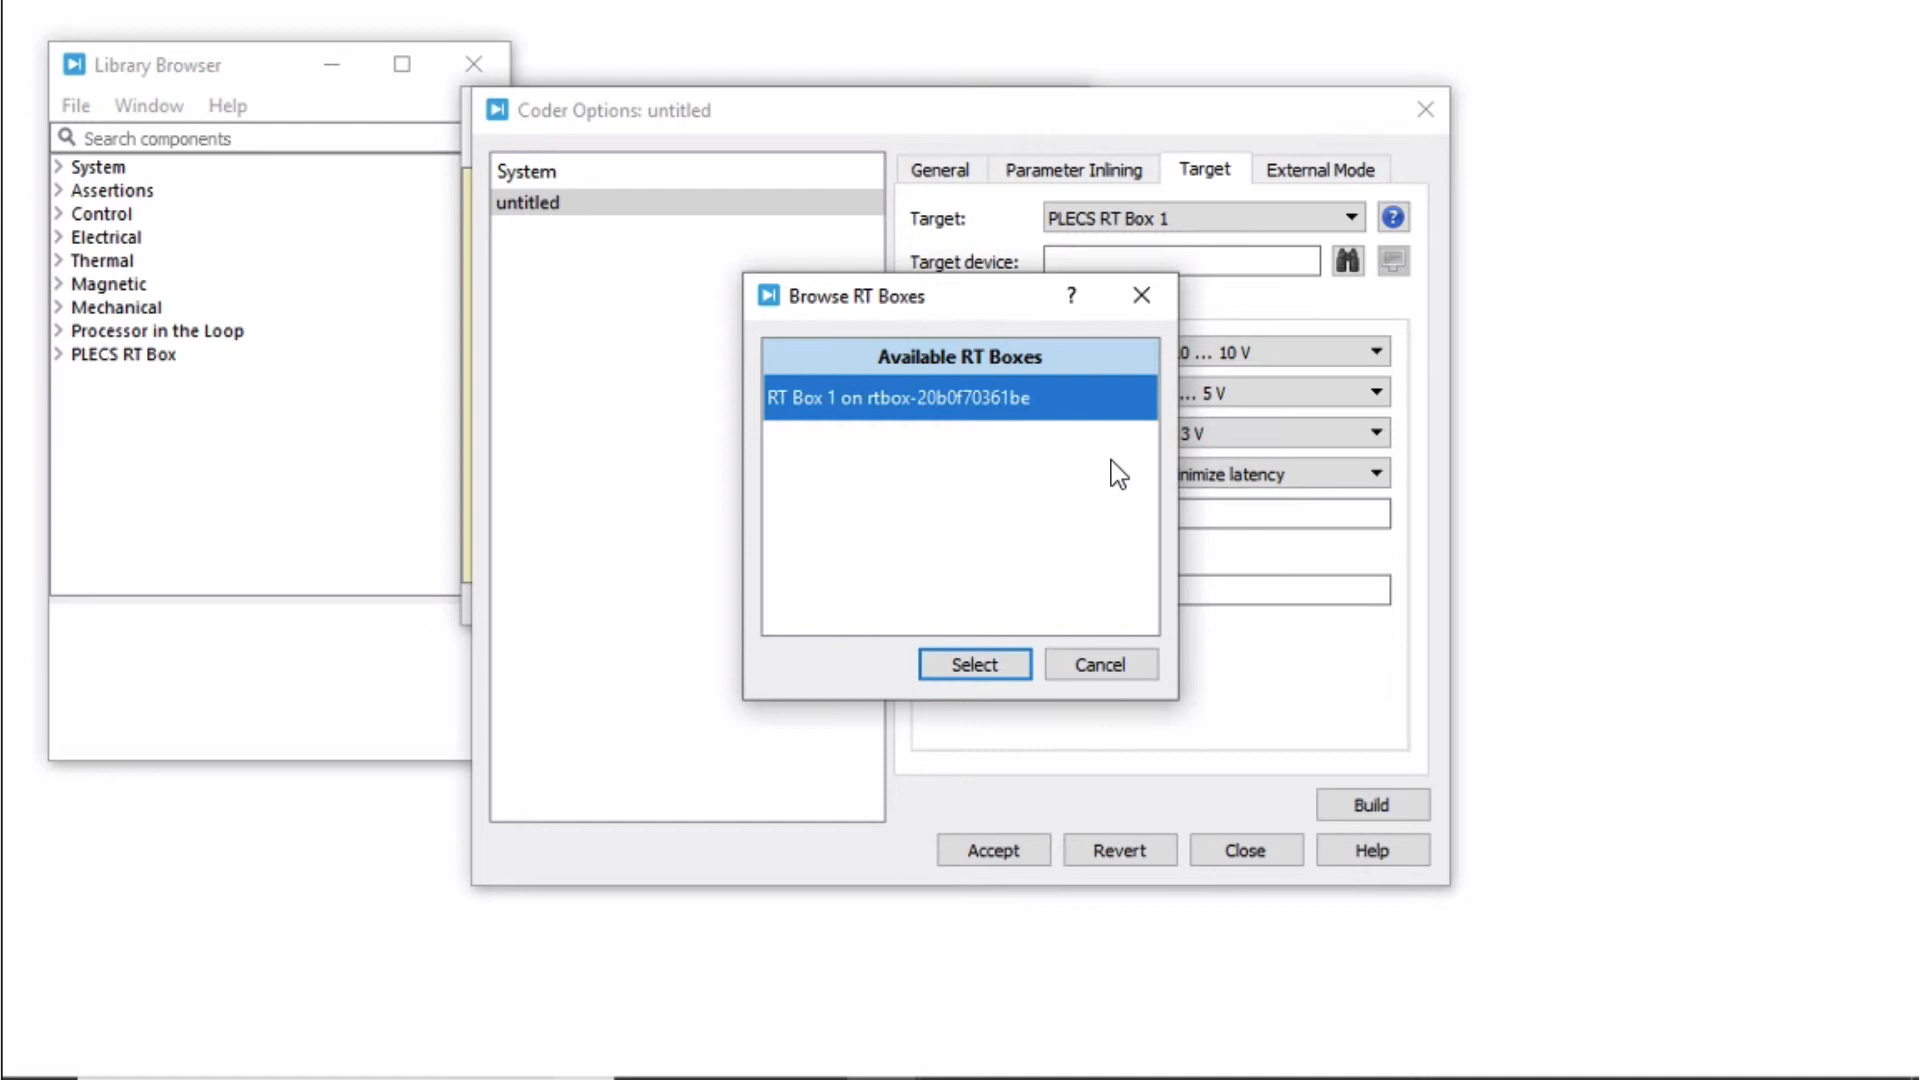 Library Browser
File Window Help
Search components
System
Assertions
Control
Electrical
Thermal
Magnetic
Mechanical
Processor in the Loop
PLECS RT Box
Coder Options: untitled
System
untitled
General Parameter Inlining Target External Mode
Target: PLECS RT Box 1 ?
Target device:
Browse RT Boxes ?
Available RT Boxes
RT Box 1 on rtbox-20b0f70361be
0 ... 10 V
... 5 V
3 V
nimize latency
Select Cancel
Build
Accept Revert Close Help